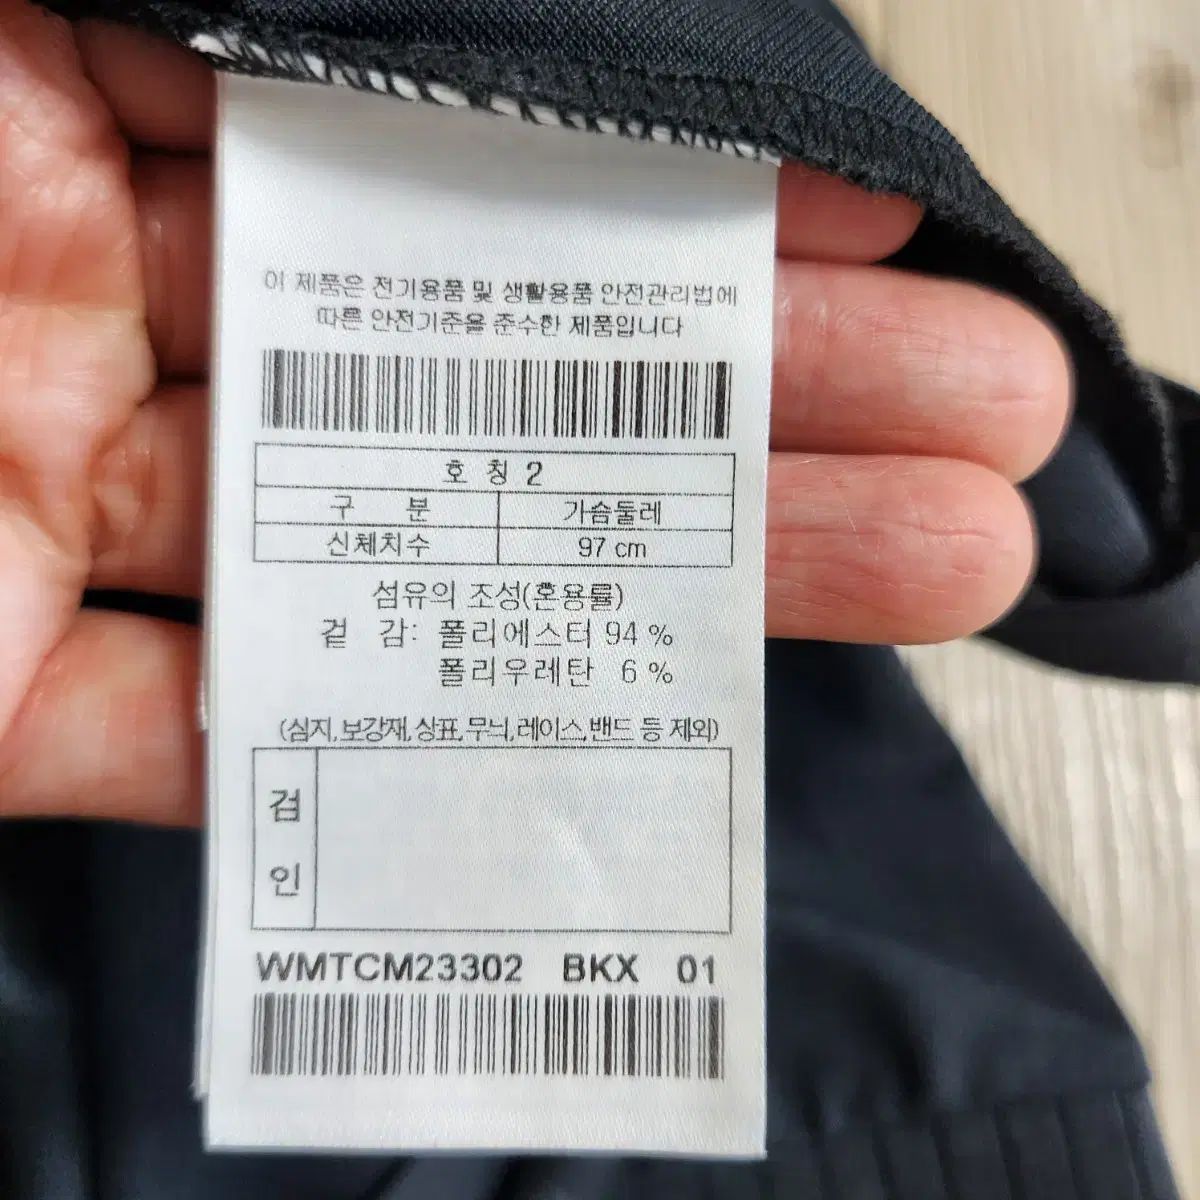 이 제품은 전기용품 및 생활용품 안전관리법에
따른 안전기준을 준수한 제품입니다
호 칭 2
구 분 가슴둘레
신체치수 97 cm
섬유의 조성(혼용률)
겉 감: 폴리에스터 94 %
폴리우레탄 6 %
(심지,보강재,상표,무늬,레이스,밴드 등 제외)
검
인
WMTCM23302 BKX 01